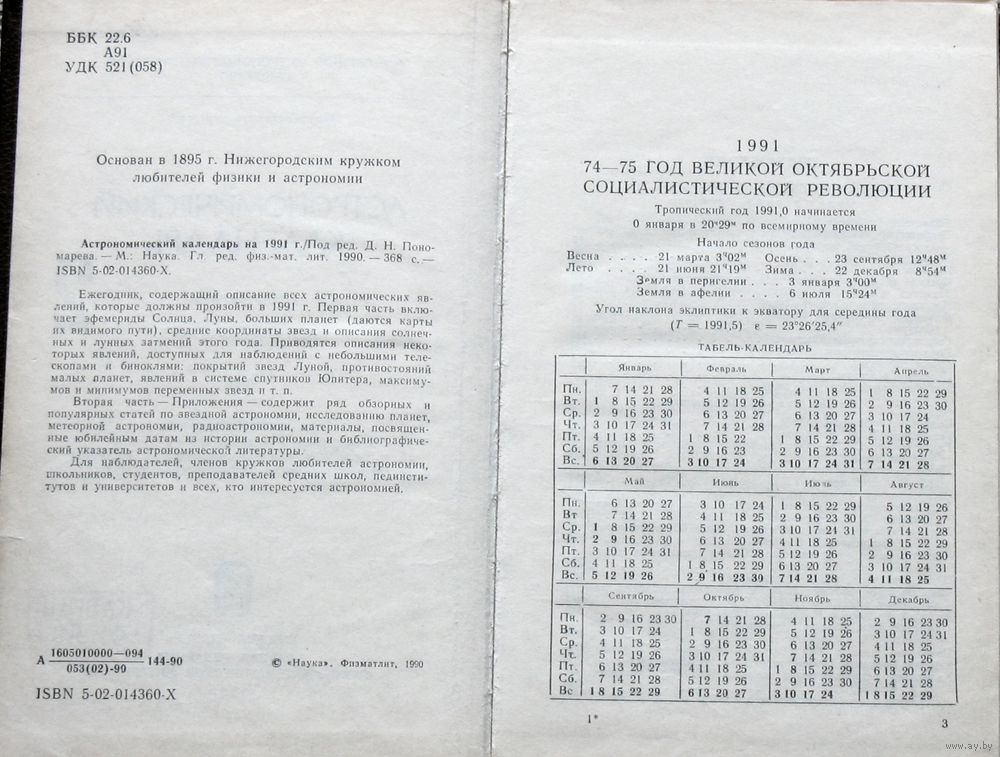 ББК 22.6
А91
УДК 521(058)
Основан в 1895 г. Нижегородским кружком
любителей физики и астрономии
Астрономический календарь на 1991 г./Под ред. Д. Н. Поно-
марева. — М.: Наука. Гл. ред. физ.-мат. лит. 1990. — 368 с. —
ISBN 5-02-014360-X.
Ежегодник, содержащий описание всех астрономических яв-
лений, которые должны произойти в 1991 г. Первая часть вклю-
чает эфемериды Солнца, Луны, больших планет (даются карты
их видимого пути), средние координаты звезд и описания солнеч-
ных и лунных затмений этого года. Приводятся описания неко-
торых явлений, доступных для наблюдений с небольшими теле-
скопами и биноклями: покрытий звезд Луной, противостояний
малых планет, явлений в системе спутников Юпитера, максиму-
мов и минимумов переменных звезд и т. п.
Вторая часть — Приложения — содержит ряд обзорных и
популярных статей по звездной астрономии, исследованию планет,
метеорной астрономии, радиоастрономии, материалы, посвящен-
ные юбилейным датам из истории астрономии и библиографиче-
ский указатель астрономической литературы.
Для наблюдателей, членов кружков любителей астрономии,
школьников, студентов, преподавателей средних школ, пединсти-
тутов и университетов и всех, кто интересуется астрономией.
А 1605010000—094
053(02)-90 144-90
© «Наука». Физматлит, 1990
ISBN 5-02-014360-X
1991
74—75 ГОД ВЕЛИКОЙ ОКТЯБРЬСКОЙ
СОЦИАЛИСТИЧЕСКОЙ РЕВОЛЮЦИИ
Тропический год 1991,0 начинается
0 января в 20ч29м по всемирному времени
Начало сезонов года
Весна . . . . 21 марта 3ч02м Осень . . . 23 сентября 12ч48м
Лето . . . . 21 июня 21ч19м Зима . . . 22 декабря 8ч54м
Земля в перигелии . . . 3 января 3ч00м
Земля в афелии . . . . 6 июля 15ч24м
Угол наклона эклиптики к экватору для середины года
(T = 1991,5) ε = 23°26′25,4″
ТАБЕЛЬ-КАЛЕНДАРЬ
Январь Февраль Март Апрель
Пн. 7 14 21 28 4 11 18 25 4 11 18 25 1 8 15 22 29
Вт. 1 8 15 22 29 5 12 19 26 5 12 19 26 2 9 16 23 30
Ср. 2 9 16 23 30 6 13 20 27 6 13 20 27 3 10 17 24
Чт. 3 10 17 24 31 7 14 21 28 7 14 21 28 4 11 18 25
Пт. 4 11 18 25 1 8 15 22 1 8 15 22 29 5 12 19 26
Сб. 5 12 19 26 2 9 16 23 2 9 16 23 30 6 13 20 27
Вс. 6 13 20 27 3 10 17 24 3 10 17 24 31 7 14 21 28
Май Июнь Июль Август
Пн. 6 13 20 27 3 10 17 24 1 8 15 22 29 5 12 19 26
Вт 7 14 21 28 4 11 18 25 2 9 16 23 30 6 13 20 27
Ср. 1 8 15 22 29 5 12 19 26 3 10 17 24 31 7 14 21 28
Чт. 2 9 16 23 30 6 13 20 27 4 11 18 25 1 8 15 22 29
Пт. 3 10 17 24 31 7 14 21 28 5 12 19 26 2 9 16 23 30
Сб. 4 11 18 25 1 8 15 22 29 6 13 20 27 3 10 17 24 31
Вс. 5 12 19 26 2 9 16 23 30 7 14 21 28 4 11 18 25
Сентябрь Октябрь Ноябрь Декабрь
Пн. 2 9 16 23 30 7 14 21 28 4 11 18 25 2 9 16 23 30
Вт. 3 10 17 24 1 8 15 22 29 5 12 19 26 3 10 17 24 31
Ср. 4 11 18 25 2 9 16 23 30 6 13 20 27 4 11 18 25
Чт. 5 12 19 26 3 10 17 24 31 7 14 21 28 5 12 19 26
Пт. 6 13 20 27 4 11 18 25 1 8 15 22 29 6 13 20 27
Сб. 7 14 21 28 5 12 19 26 2 9 16 23 30 7 14 21 28
Вс 1 8 15 22 29 6 13 20 27 3 10 17 24 1 8 15 22 29
1*
3
www.ay.by